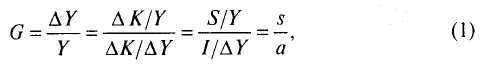 G = ΔY/Y = (ΔK/Y)/(ΔK/ΔY) = (S/Y)/(I/ΔY) = s/a, (1)